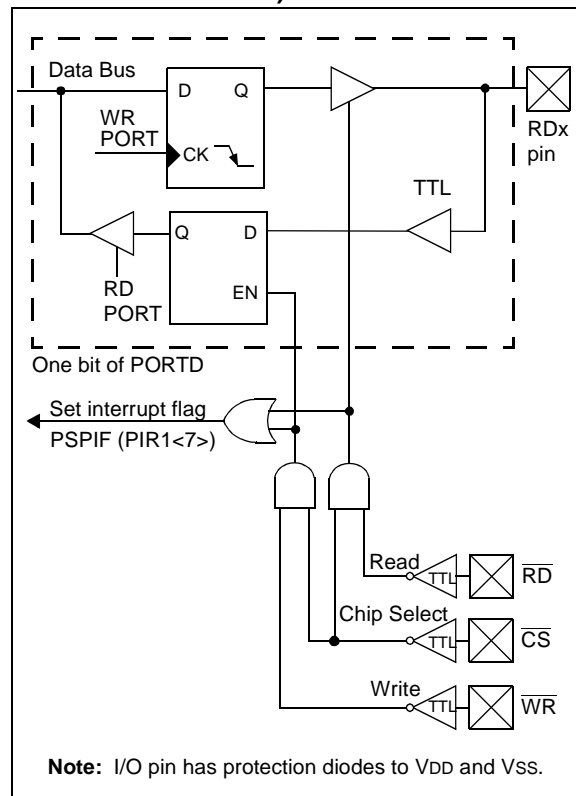 Data Bus
D Q
WR
PORT
CK
RDx
pin
TTL
Q D
EN
RD
PORT
One bit of PORTD
Set interrupt flag
PSPIF (PIR1<7>)
Read
TTL
RD
Chip Select
TTL
CS
Write
TTL
WR
Note: I/O pin has protection diodes to VDD and VSS.